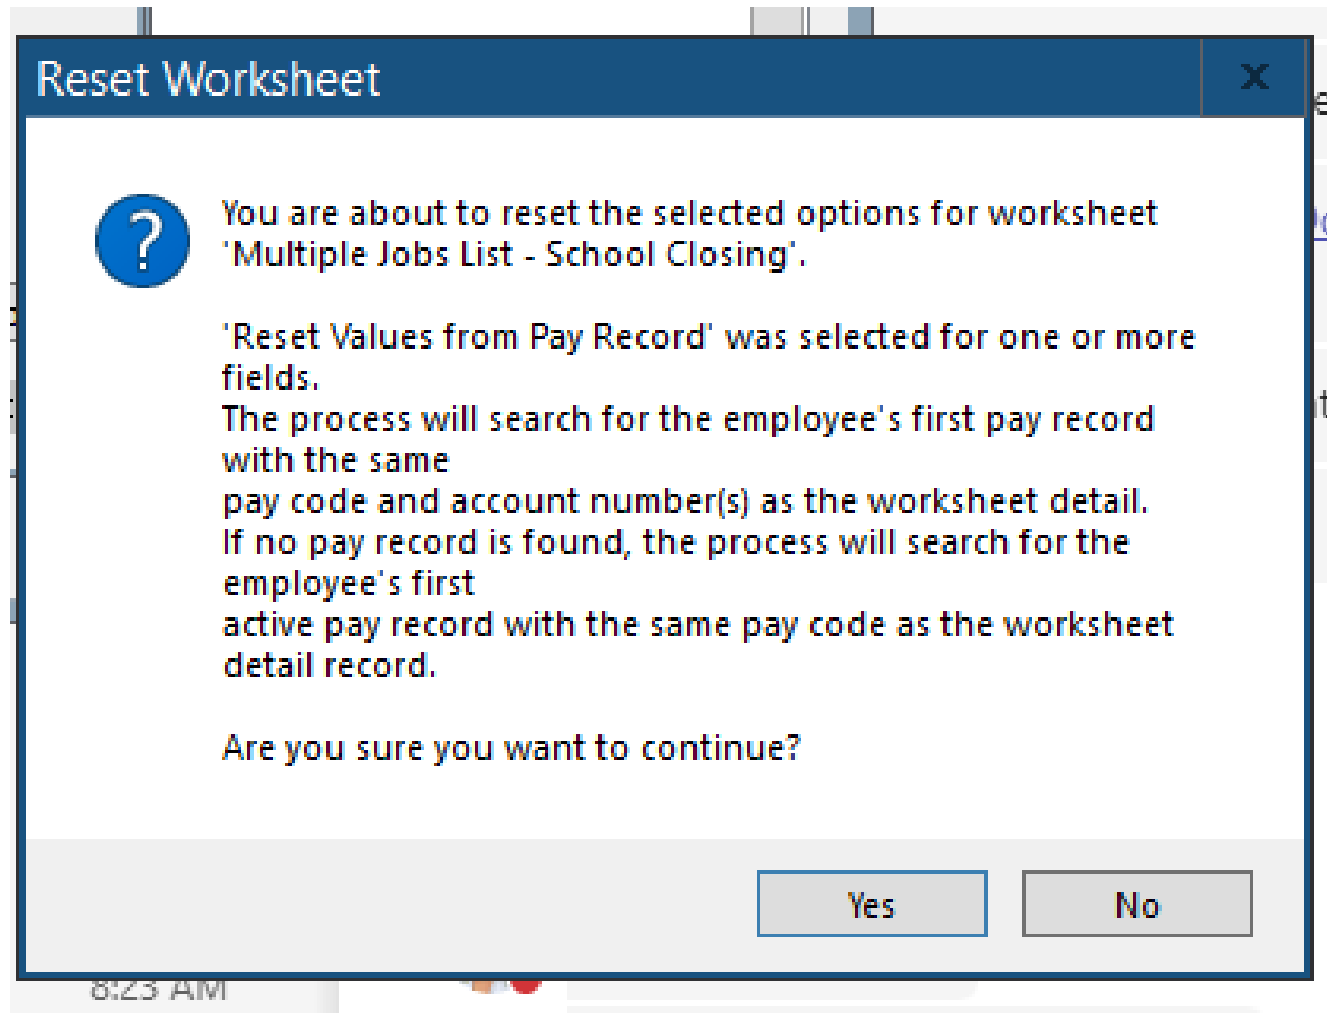 Reset Worksheet
x
?
You are about to reset the selected options for worksheet
'Multiple Jobs List - School Closing'.
'Reset Values from Pay Record' was selected for one or more
fields.
The process will search for the employee's first pay record
with the same
pay code and account number(s) as the worksheet detail.
If no pay record is found, the process will search for the
employee's first
active pay record with the same pay code as the worksheet
detail record.
Are you sure you want to continue?
Yes
No
8:23 AM